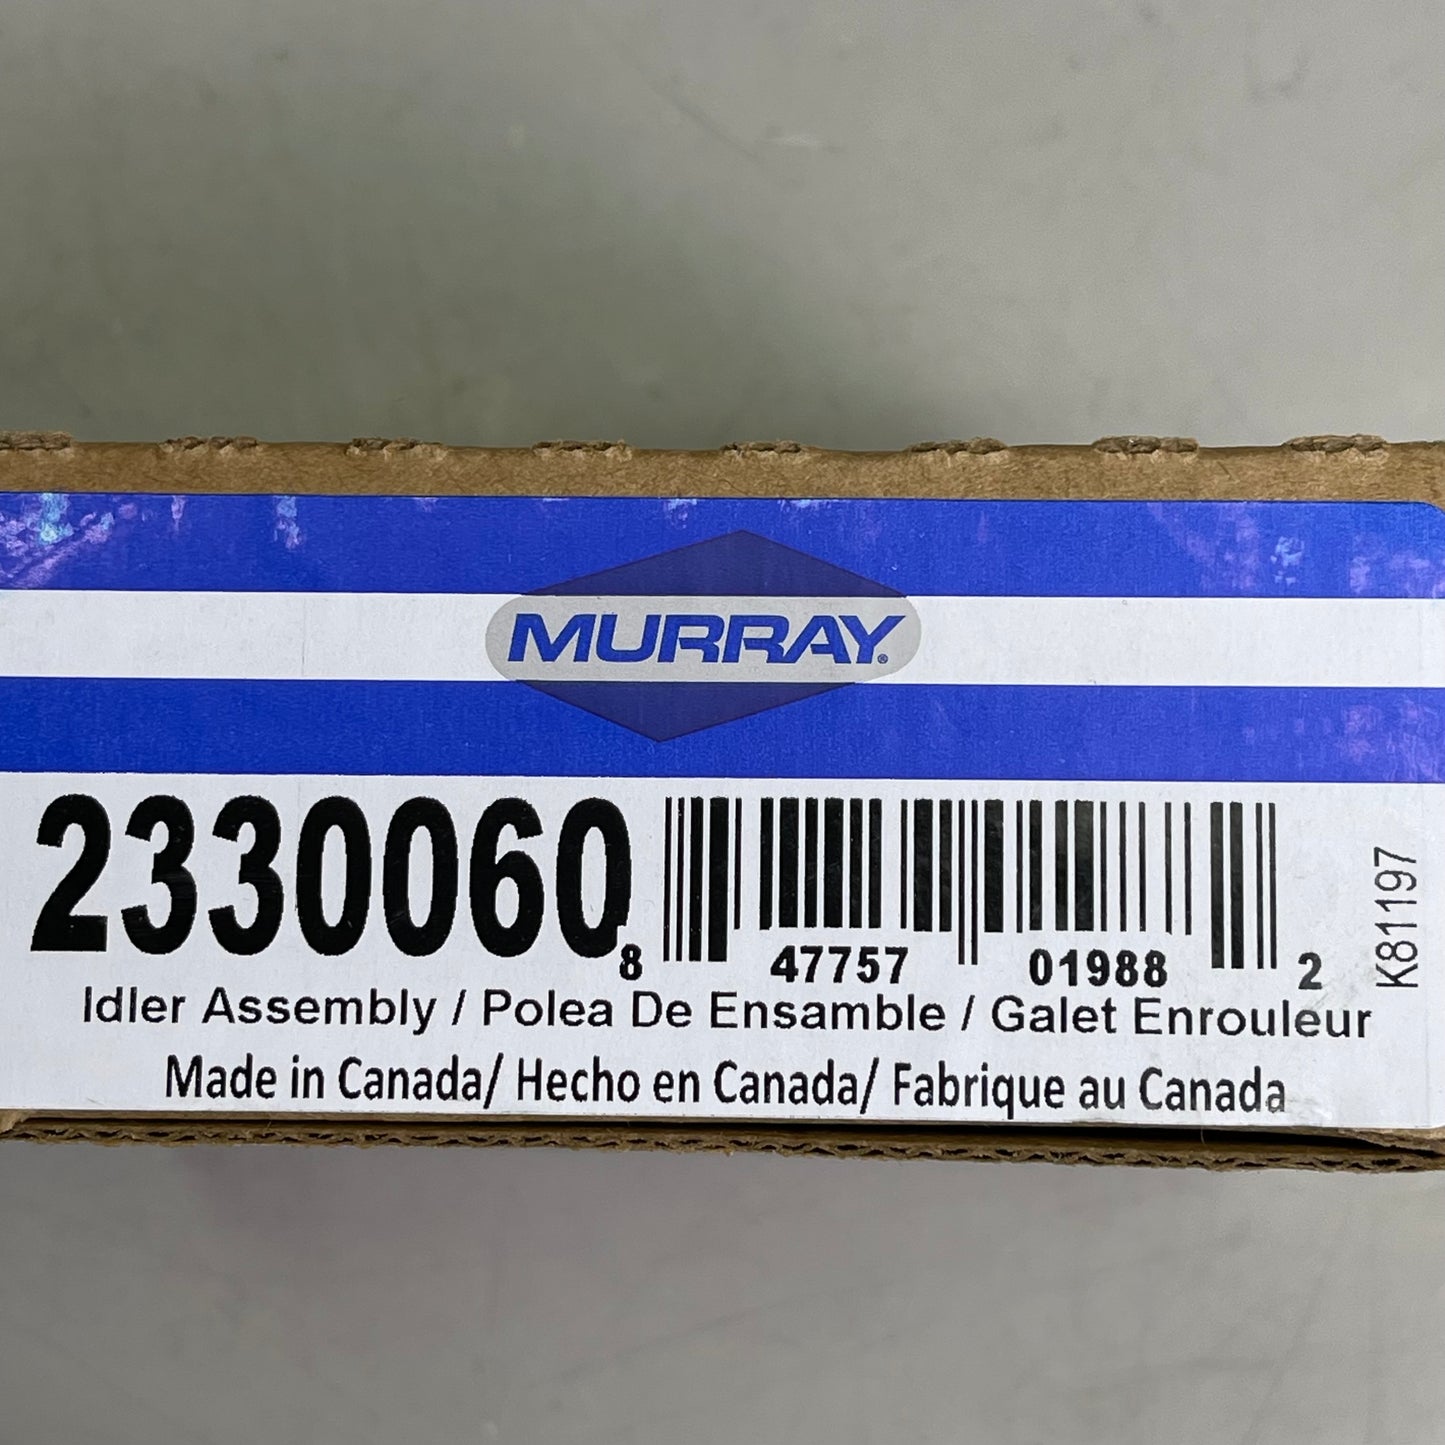 MURRAY®
2330060
8 47757 01988 2
K81197
Idler Assembly / Polea De Ensamble / Galet Enrouleur
Made in Canada/ Hecho en Canada/ Fabrique au Canada